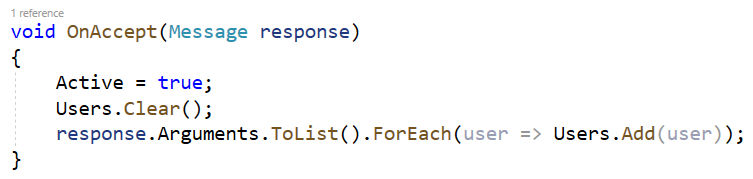 1 reference
void OnAccept(Message response)
{
    Active = true;
    Users.Clear();
    response.Arguments.ToList().ForEach(user => Users.Add(user));
}